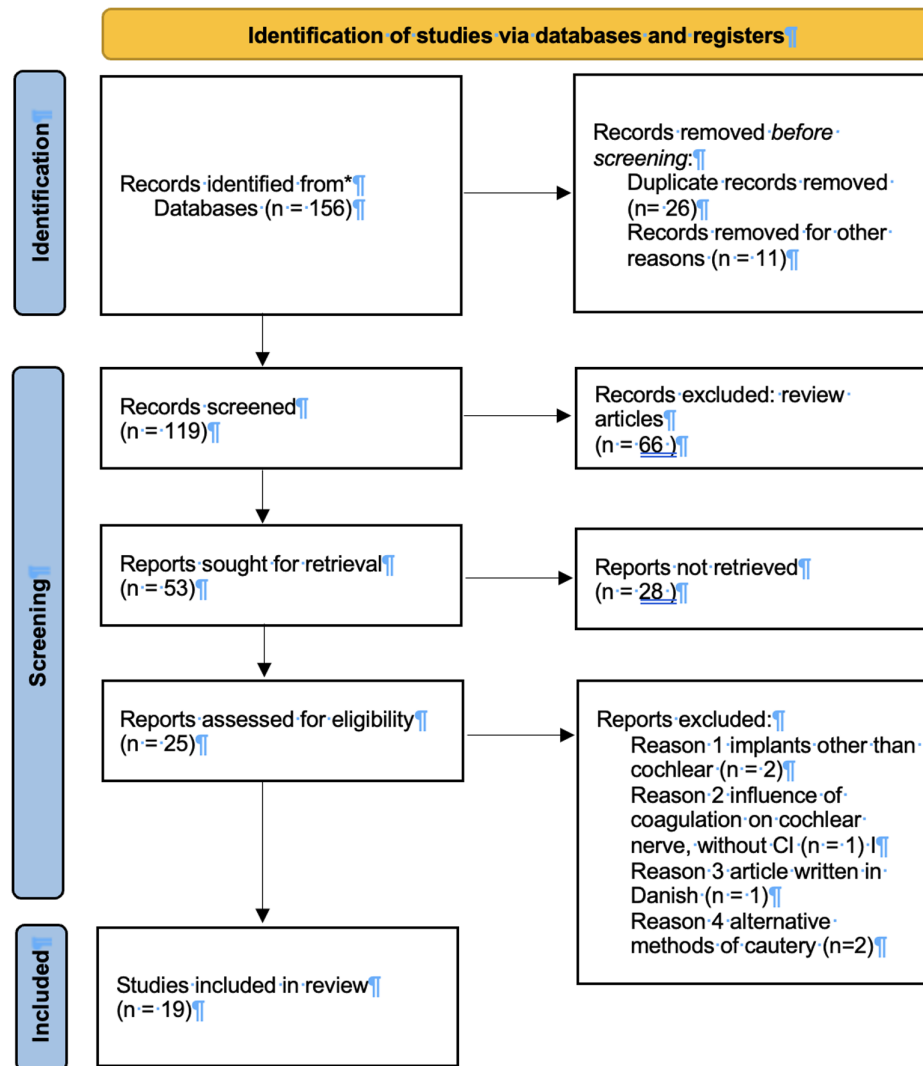 Identification of studies via databases and registers¶
Identification¶
Records identified from*¶
Databases (n = 156)¶
Records removed before
screening:¶
Duplicate records removed
(n= 26)¶
Records removed for other
reasons (n = 11)¶
Screening¶
Records screened¶
(n = 119)¶
Records excluded: review
articles¶
(n = 66 )¶
Reports sought for retrieval¶
(n = 53)¶
Reports not retrieved¶
(n = 28 )¶
Reports assessed for eligibility¶
(n = 25)¶
Reports excluded:¶
Reason 1 implants other than
cochlear (n = 2)¶
Reason 2 influence of
coagulation on cochlear
nerve, without CI (n = 1) I¶
Reason 3 article written in
Danish (n = 1)¶
Reason 4 alternative
methods of cautery (n=2)¶
Included¶
Studies included in review¶
(n = 19)¶